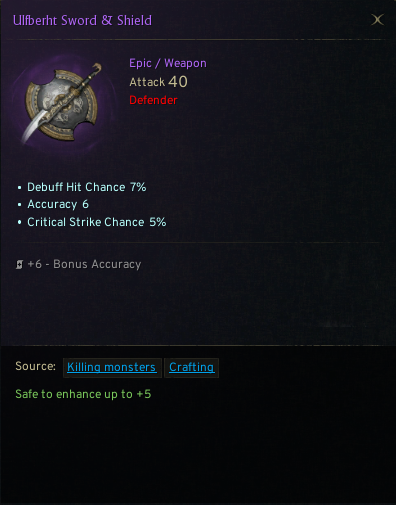 Ulfberht Sword & Shield
Epic / Weapon
Attack 40
Defender
• Debuff Hit Chance 7%
• Accuracy 6
• Critical Strike Chance 5%
+6 - Bonus Accuracy
Source: Killing monsters Crafting
Safe to enhance up to +5